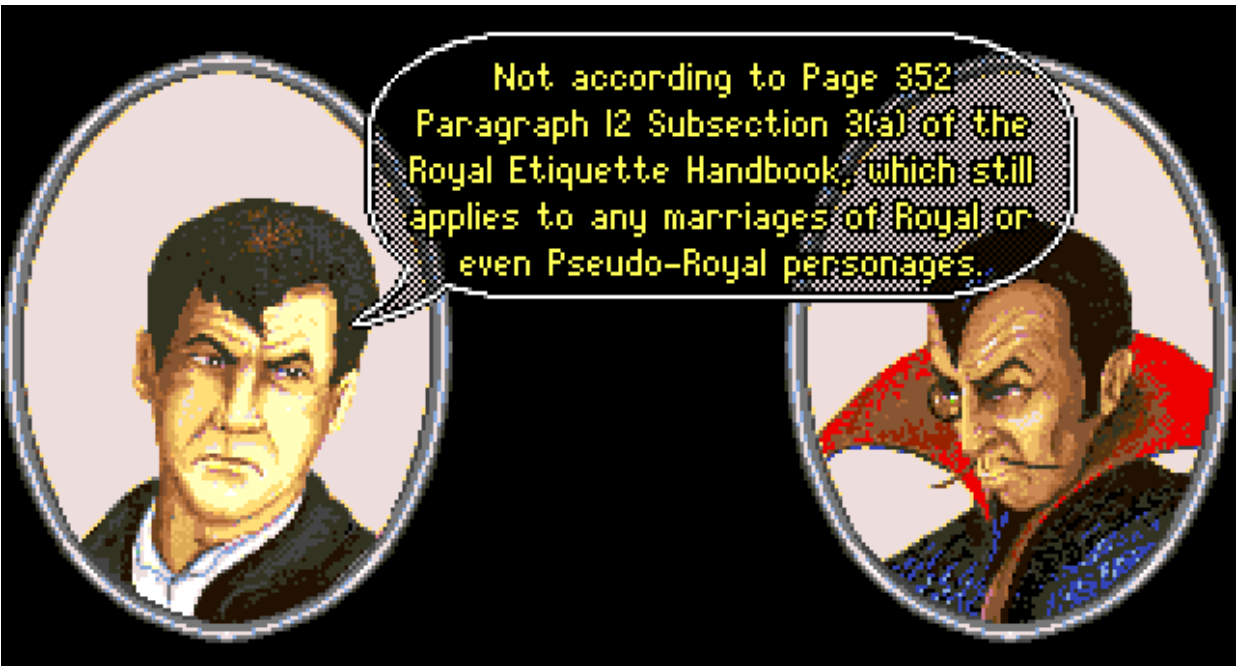 Not according to Page 352
Paragraph 12 Subsection 3(a) of the
Royal Etiquette Handbook, which still
applies to any marriages of Royal or
even Pseudo-Royal personages.